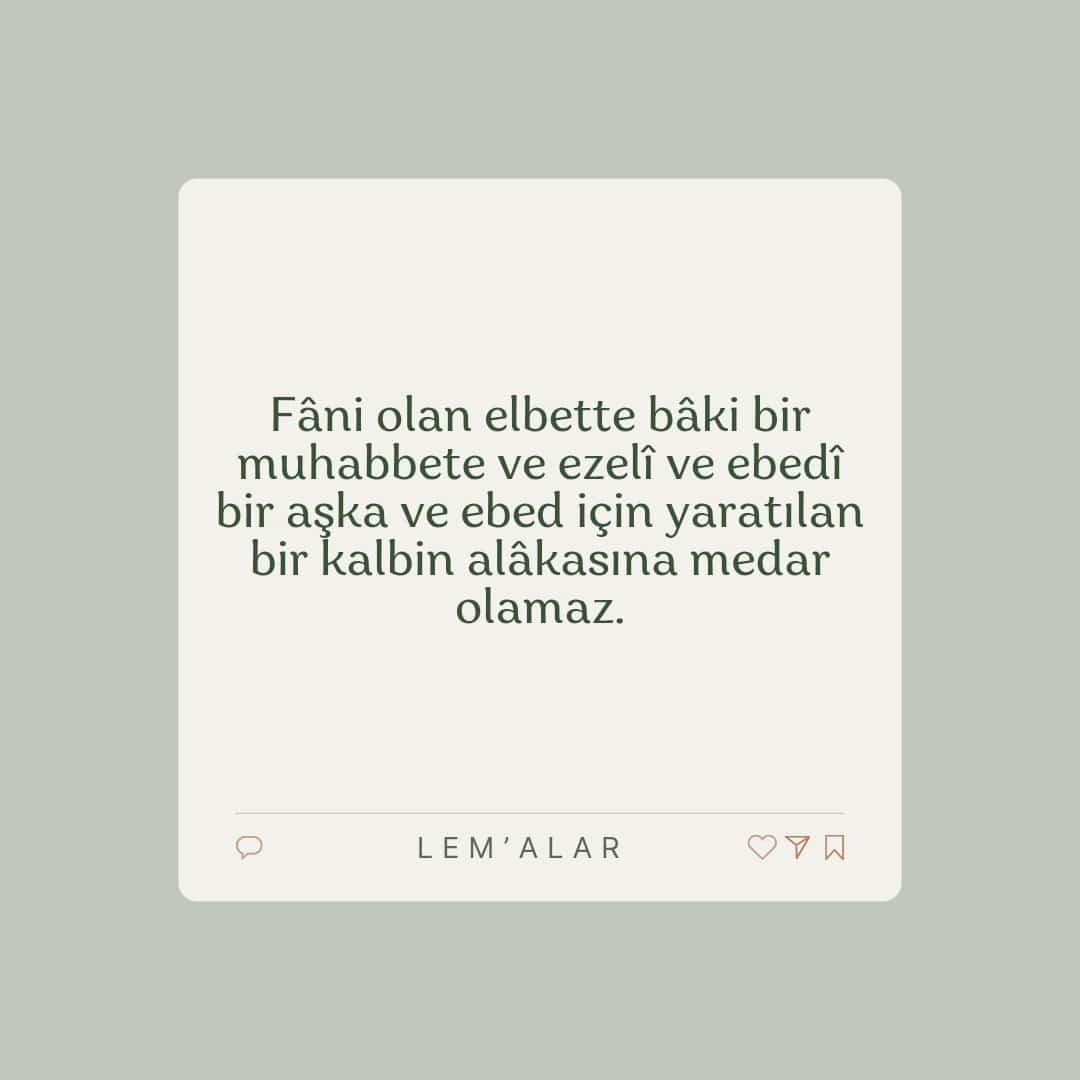 Fâni olan elbette bâki bir
muhabbete ve ezelî ve ebedî
bir aşka ve ebed için yaratılan
bir kalbin alâkasına medar
olamaz.
LEM’ALAR